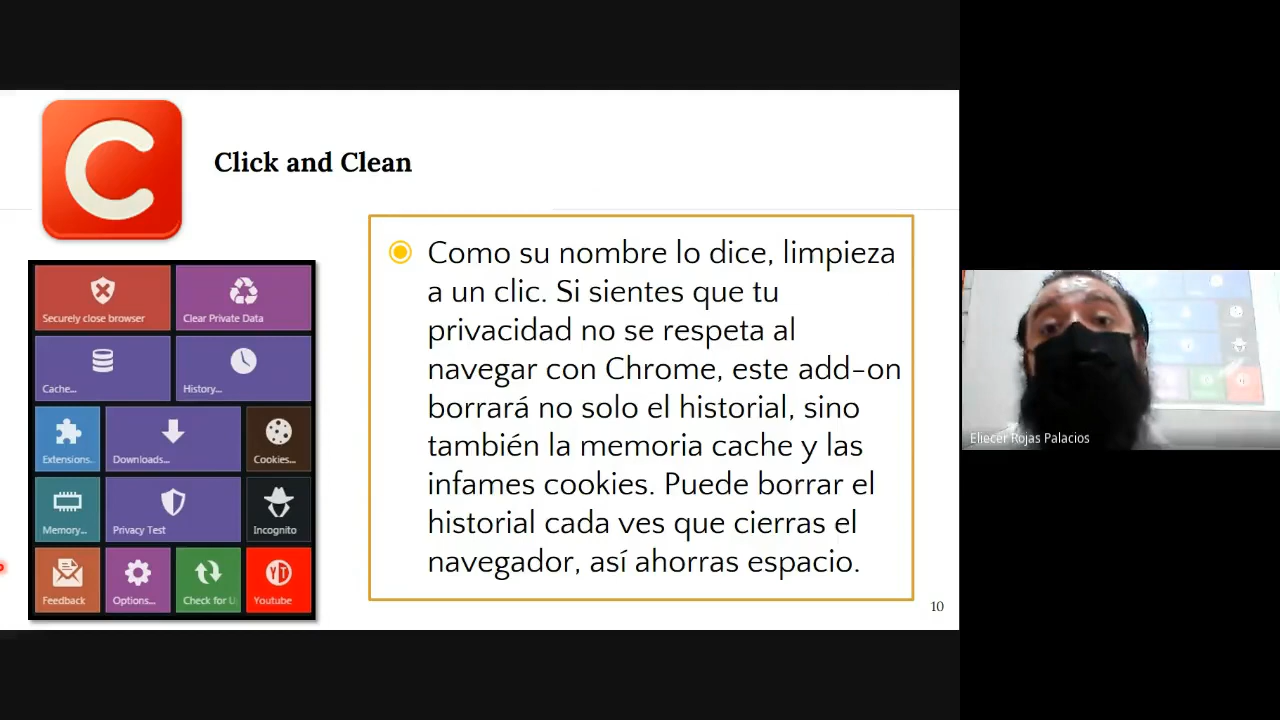 C
Click and Clean
Securely close browser
Clear Private Data
Cache...
History...
Extensions..
Downloads...
Cookies...
Memory...
Privacy Test
Incognito
Feedback
Options...
Check for U
YT
Youtube
Como su nombre lo dice, limpieza
a un clic. Si sientes que tu
privacidad no se respeta al
navegar con Chrome, este add-on
borrará no solo el historial, sino
también la memoria cache y las
infames cookies. Puede borrar el
historial cada ves que cierras el
navegador, así ahorras espacio.
10
Eliecer Rojas Palacios